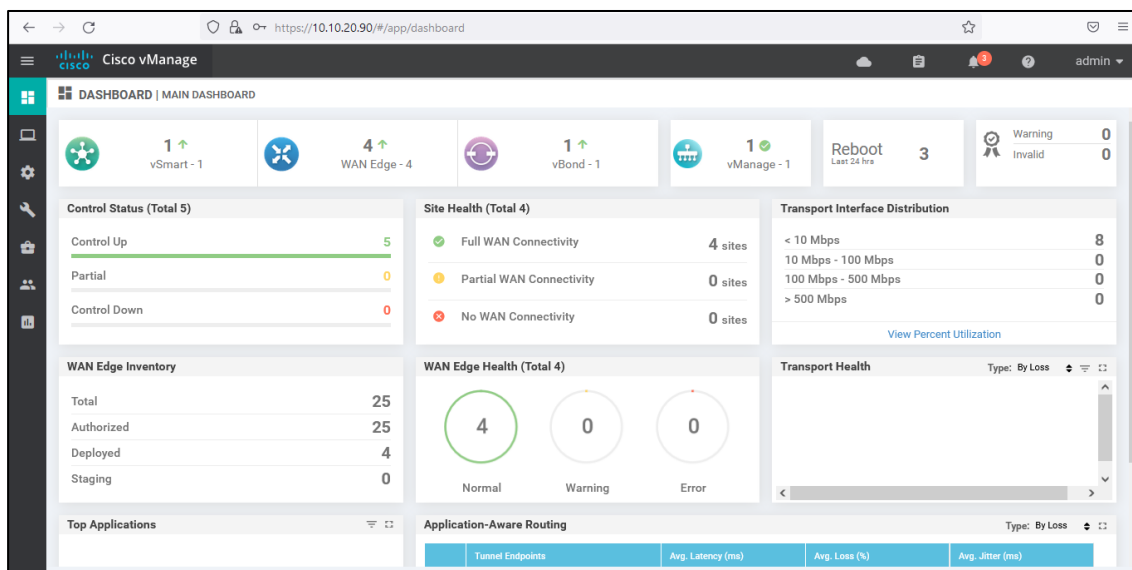 https://10.10.20.90/#/app/dashboard
CISCO Cisco vManage
3
admin
DASHBOARD | MAIN DASHBOARD
1
vSmart - 1
4
WAN Edge - 4
1
vBond - 1
1
vManage - 1
Reboot
Last 24 hrs
3
Warning 0
Invalid 0
Control Status (Total 5)
Control Up 5
Partial 0
Control Down 0
Site Health (Total 4)
Full WAN Connectivity 4 sites
Partial WAN Connectivity 0 sites
No WAN Connectivity 0 sites
Transport Interface Distribution
< 10 Mbps 8
10 Mbps - 100 Mbps 0
100 Mbps - 500 Mbps 0
> 500 Mbps 0
View Percent Utilization
WAN Edge Inventory
Total 25
Authorized 25
Deployed 4
Staging 0
WAN Edge Health (Total 4)
4 0 0
Normal Warning Error
Transport Health Type: By Loss
Top Applications
Application-Aware Routing Type: By Loss
Tunnel Endpoints Avg. Latency (ms) Avg. Loss (%) Avg. Jitter (ms)